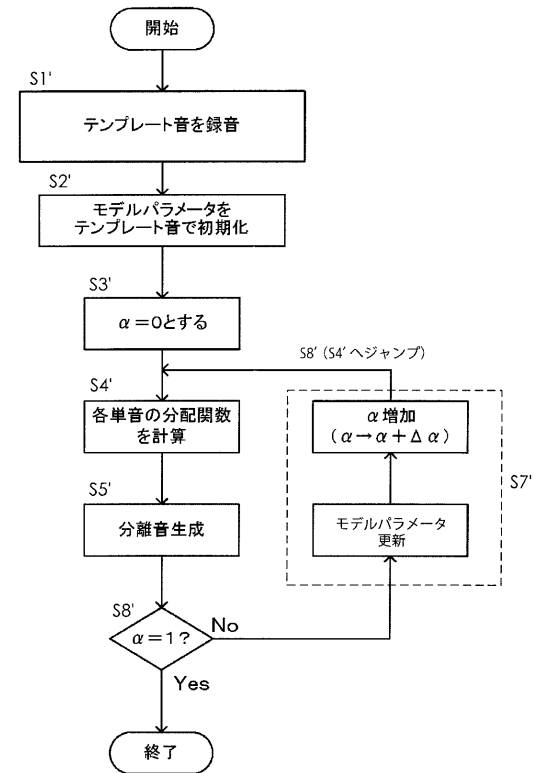 開始
S1'
テンプレート音を録音
S2'
モデルパラメータを
テンプレート音で初期化
S3'
α=0とする
S8' (S4' へジャンプ)
S4'
各単音の分配関数
を計算
α増加
(α→α+Δα)
S7'
S5'
分離音生成
モデルパラメータ
更新
S8'
α=1?
No
Yes
終了